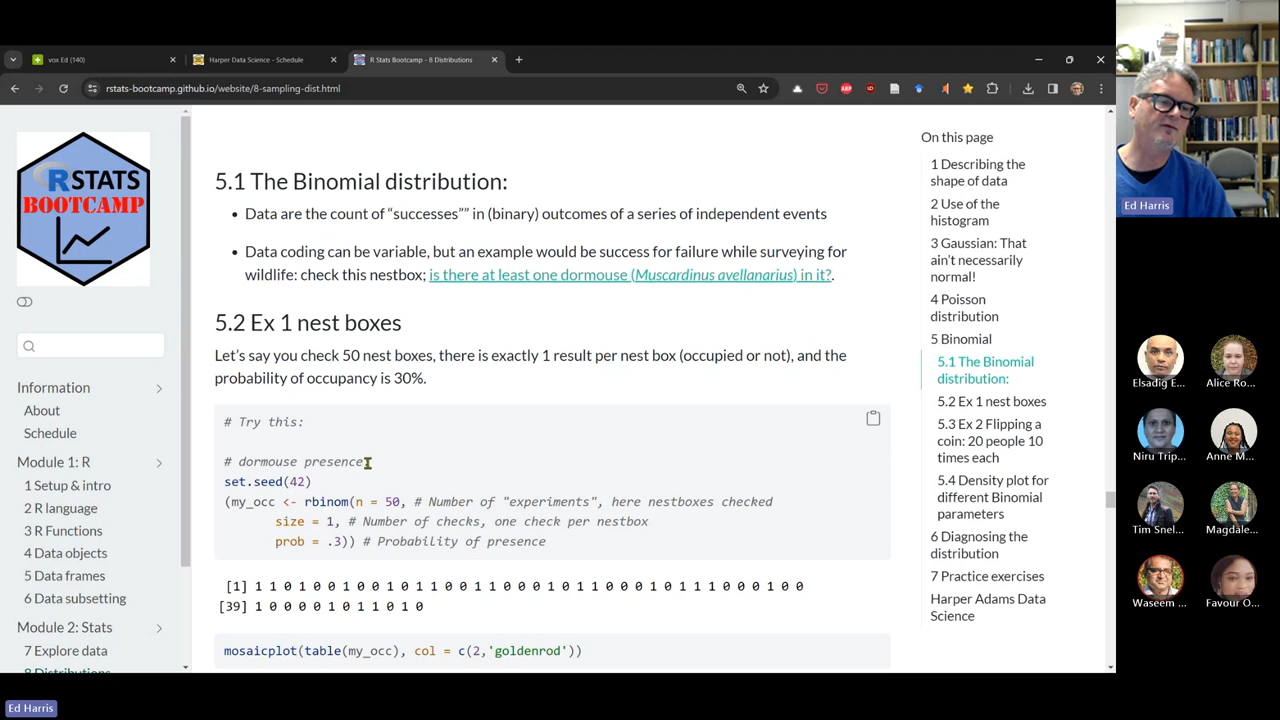 vox Ed (140)
Harper Data Science - Schedule
R Stats Bootcamp - 8 Distributions
rstats-bootcamp.github.io/website/8-sampling-dist.html
RSTATS
BOOTCAMP
Information
About
Schedule
Module 1: R
1 Setup & intro
2 R language
3 R Functions
4 Data objects
5 Data frames
6 Data subsetting
Module 2: Stats
7 Explore data
8 Distributions
5.1 The Binomial distribution:
• Data are the count of “successes”” in (binary) outcomes of a series of independent events
• Data coding can be variable, but an example would be success for failure while surveying for
wildlife: check this nestbox; is there at least one dormouse (Muscardinus avellanarius) in it?.
5.2 Ex 1 nest boxes
Let’s say you check 50 nest boxes, there is exactly 1 result per nest box (occupied or not), and the
probability of occupancy is 30%.
# Try this:
# dormouse presence
set.seed(42)
(my_occ <- rbinom(n = 50, # Number of "experiments", here nestboxes checked
size = 1, # Number of checks, one check per nestbox
prob = .3)) # Probability of presence
[1] 1 1 0 1 0 0 1 0 0 1 0 1 1 0 0 1 1 0 0 0 1 0 1 1 0 0 0 1 0 1 1 1 0 0 0 1 0 0
[39] 1 0 0 0 0 1 0 1 1 0 1 0
mosaicplot(table(my_occ), col = c(2,'goldenrod'))
On this page
1 Describing the
shape of data
2 Use of the
histogram
3 Gaussian: That
ain't necessarily
normal!
4 Poisson
distribution
5 Binomial
5.1 The Binomial
distribution:
5.2 Ex 1 nest boxes
5.3 Ex 2 Flipping a
coin: 20 people 10
times each
5.4 Density plot for
different Binomial
parameters
6 Diagnosing the
distribution
7 Practice exercises
Harper Adams Data
Science
Ed Harris
Elsadig E...
Alice Ro...
Niru Trip...
Anne M...
Tim Snel...
Magdale...
Waseem ...
Favour O...
Ed Harris